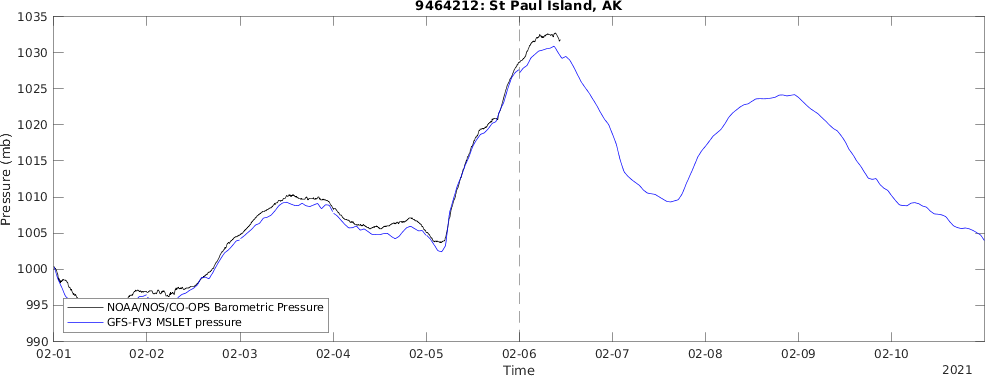 9464212: St Paul Island, AK
Pressure (mb)
1035
1030
1025
1020
1015
1010
1005
1000
995
990
NOAA/NOS/CO-OPS Barometric Pressure
GFS-FV3 MSLET pressure
02-01 02-02 02-03 02-04 02-05 02-06 02-07 02-08 02-09 02-10
Time
2021